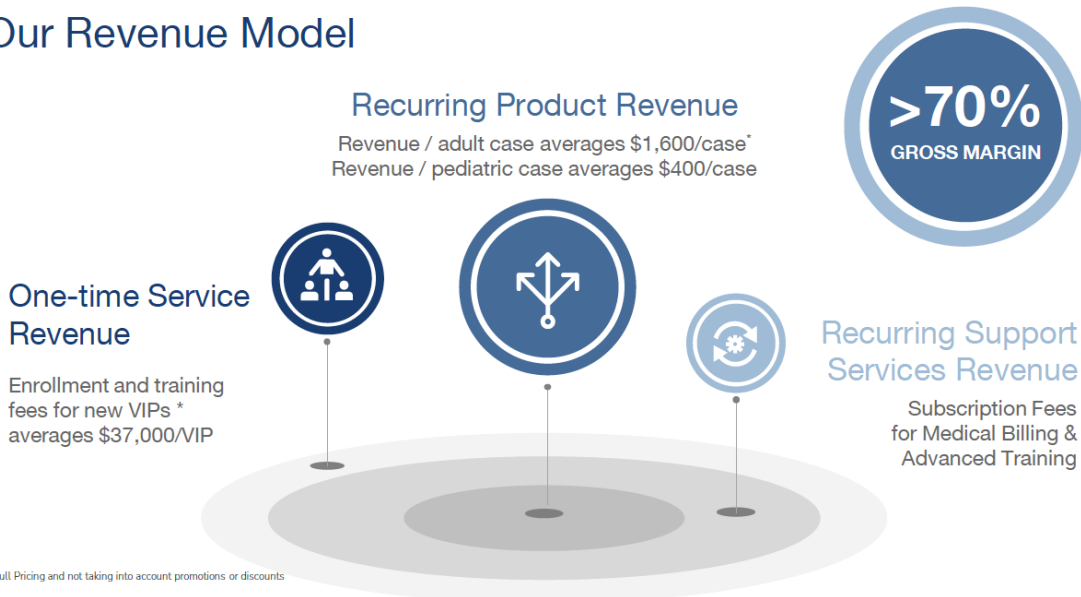 Our Revenue Model
>70%
GROSS MARGIN
Recurring Product Revenue
Revenue / adult case averages $1,600/case*
Revenue / pediatric case averages $400/case
One-time Service
Revenue
Enrollment and training
fees for new VIPs *
averages $37,000/VIP
Recurring Support
Services Revenue
Subscription Fees
for Medical Billing &
Advanced Training
ull Pricing and not taking into account promotions or discounts